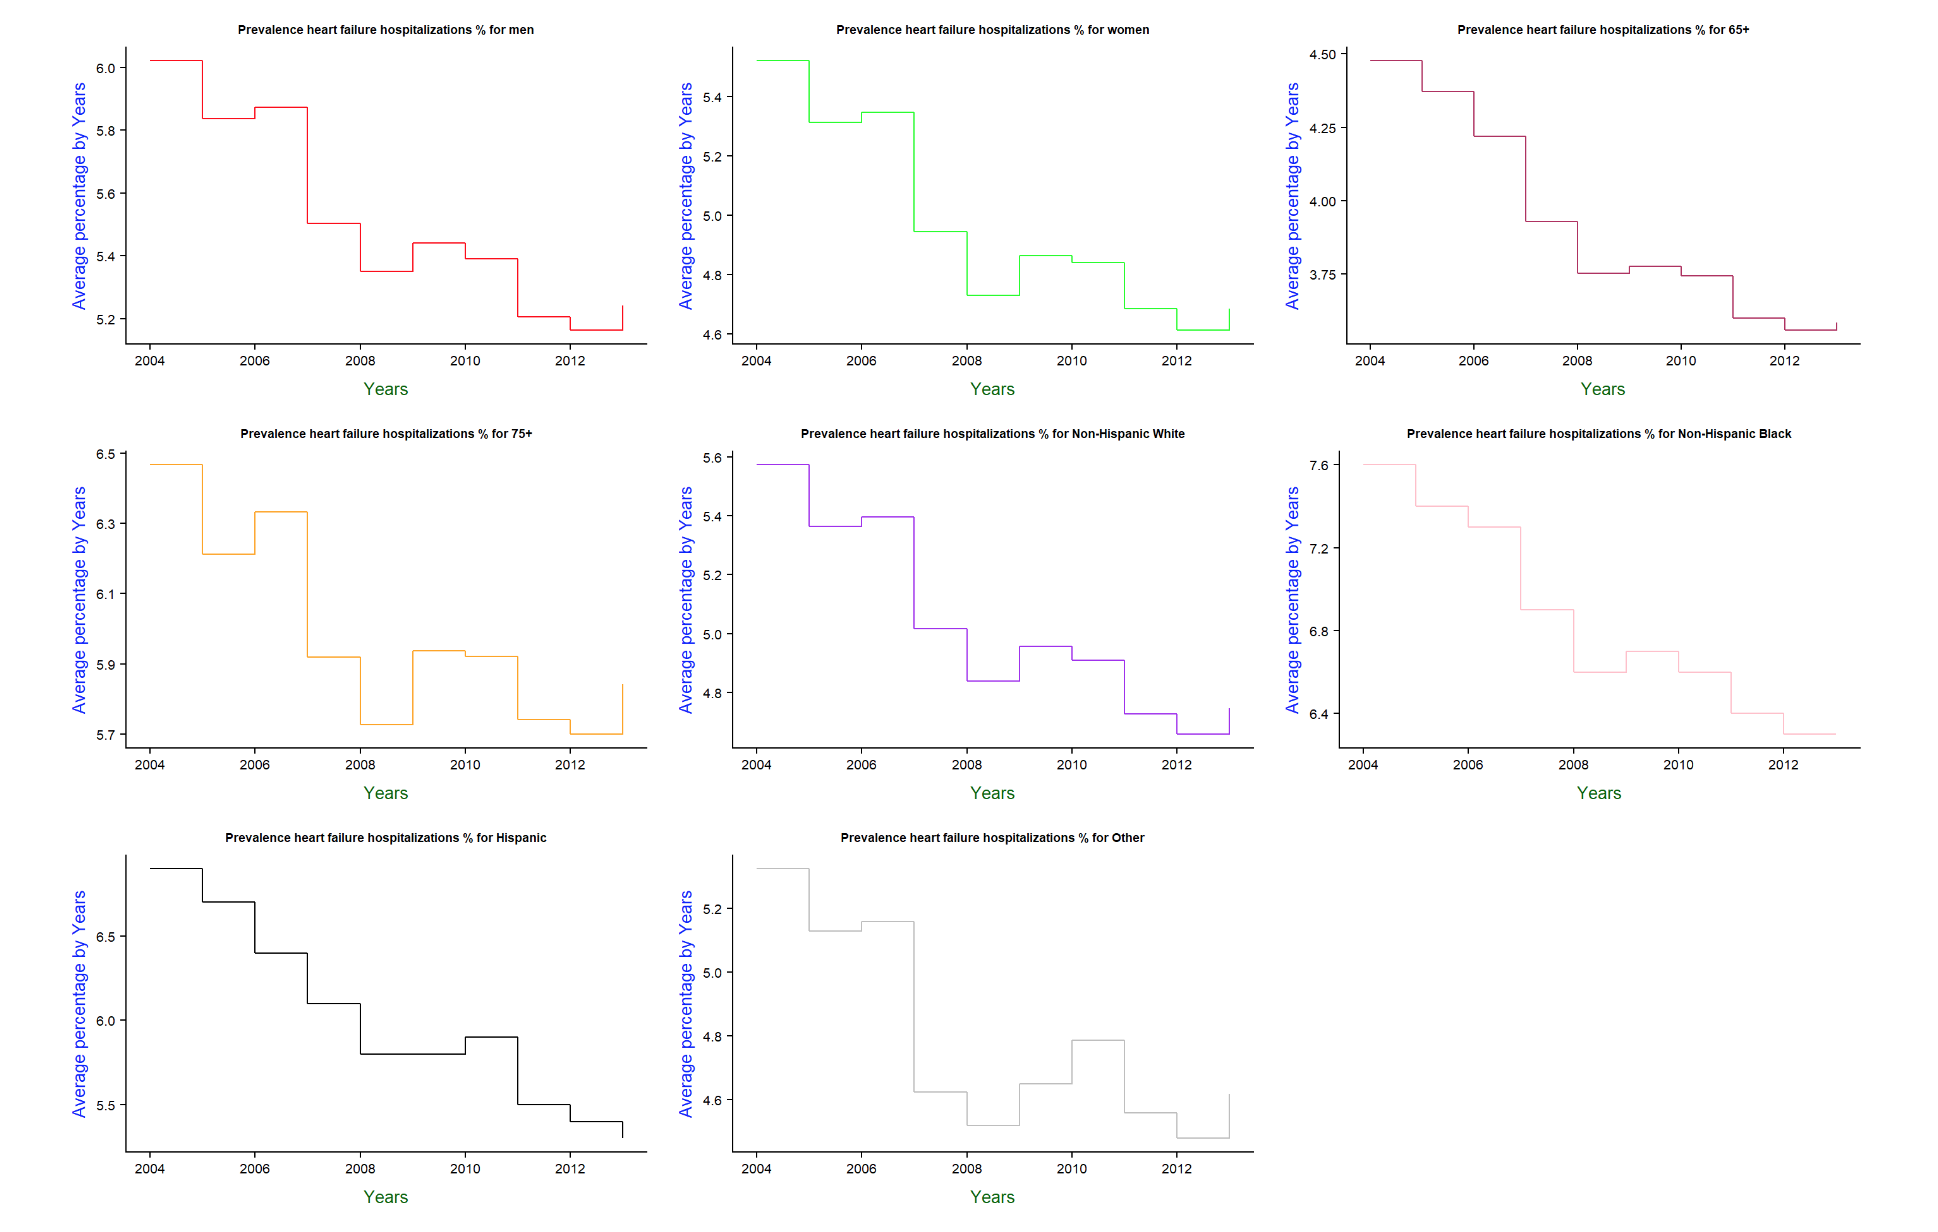 Prevalence heart failure hospitalizations % for men
Average percentage by Years
6.0
5.8
5.6
5.4
5.2
2004 2006 2008 2010 2012
Years
Prevalence heart failure hospitalizations % for women
Average percentage by Years
5.4
5.2
5.0
4.8
4.6
2004 2006 2008 2010 2012
Years
Prevalence heart failure hospitalizations % for 65+
Average percentage by Years
4.50
4.25
4.00
3.75
2004 2006 2008 2010 2012
Years
Prevalence heart failure hospitalizations % for 75+
Average percentage by Years
6.5
6.3
6.1
5.9
5.7
2004 2006 2008 2010 2012
Years
Prevalence heart failure hospitalizations % for Non-Hispanic White
Average percentage by Years
5.6
5.4
5.2
5.0
4.8
2004 2006 2008 2010 2012
Years
Prevalence heart failure hospitalizations % for Non-Hispanic Black
Average percentage by Years
7.6
7.2
6.8
6.4
2004 2006 2008 2010 2012
Years
Prevalence heart failure hospitalizations % for Hispanic
Average percentage by Years
6.5
6.0
5.5
2004 2006 2008 2010 2012
Years
Prevalence heart failure hospitalizations % for Other
Average percentage by Years
5.2
5.0
4.8
4.6
2004 2006 2008 2010 2012
Years